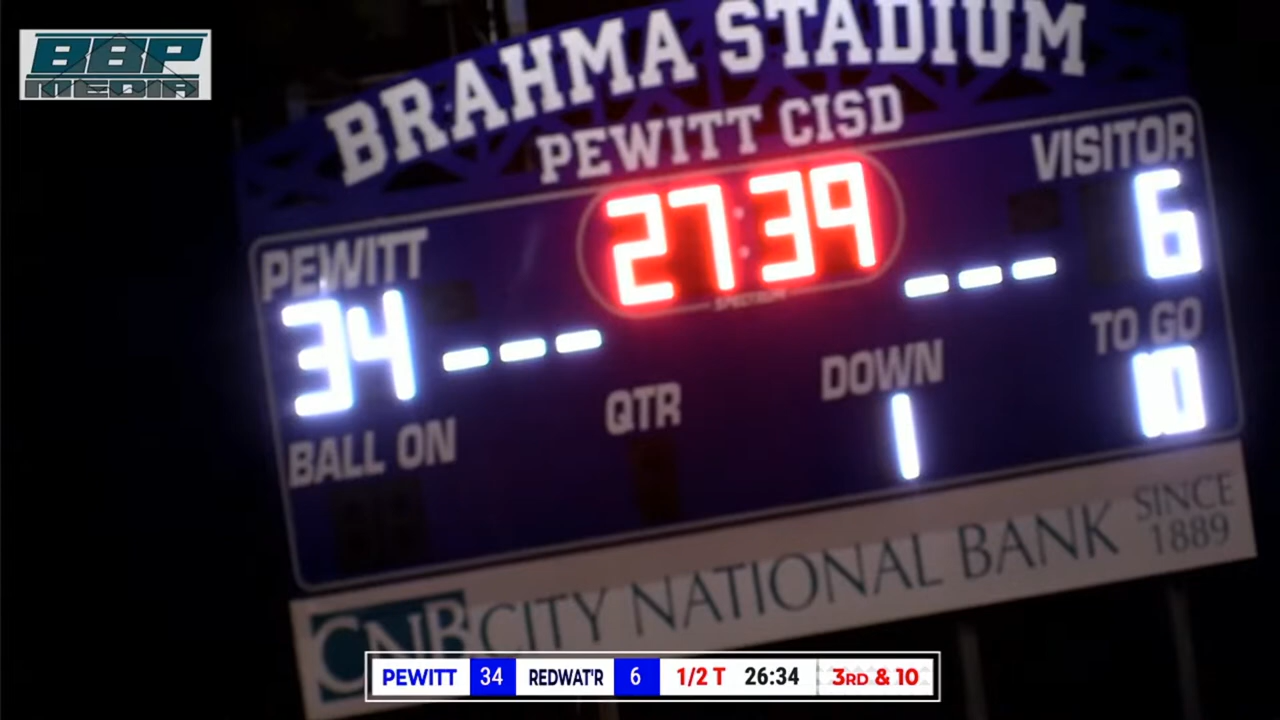 BBP
MEDIA
BRAHMA STADIUM
PEWITT CISD
VISITOR
PEWITT
27:39
6
34
SPECTRUM
TO GO
DOWN
QTR
10
BALL ON
1
SINCE
1889
CNB CITY NATIONAL BANK
PEWITT 34 REDWAT'R 6 1/2 T 26:34 3RD & 10